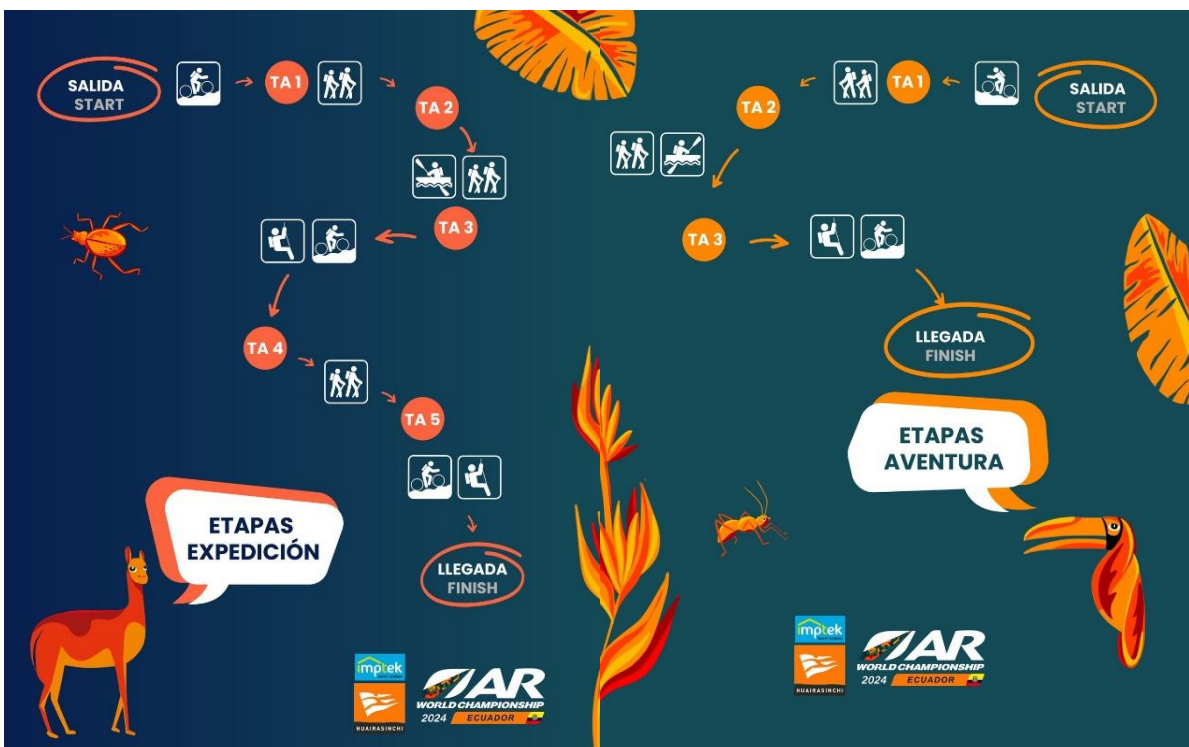 SALIDA
START
TA 1
TA 2
TA 3
TA 4
TA 5
LLEGADA
FINISH
ETAPAS
EXPEDICIÓN
imptek
HUAIRASINCHI
AR
WORLD CHAMPIONSHIP
2024 ECUADOR
SALIDA
START
TA 1
TA 2
TA 3
LLEGADA
FINISH
ETAPAS
AVENTURA
imptek
HUAIRASINCHI
AR
WORLD CHAMPIONSHIP
2024 ECUADOR